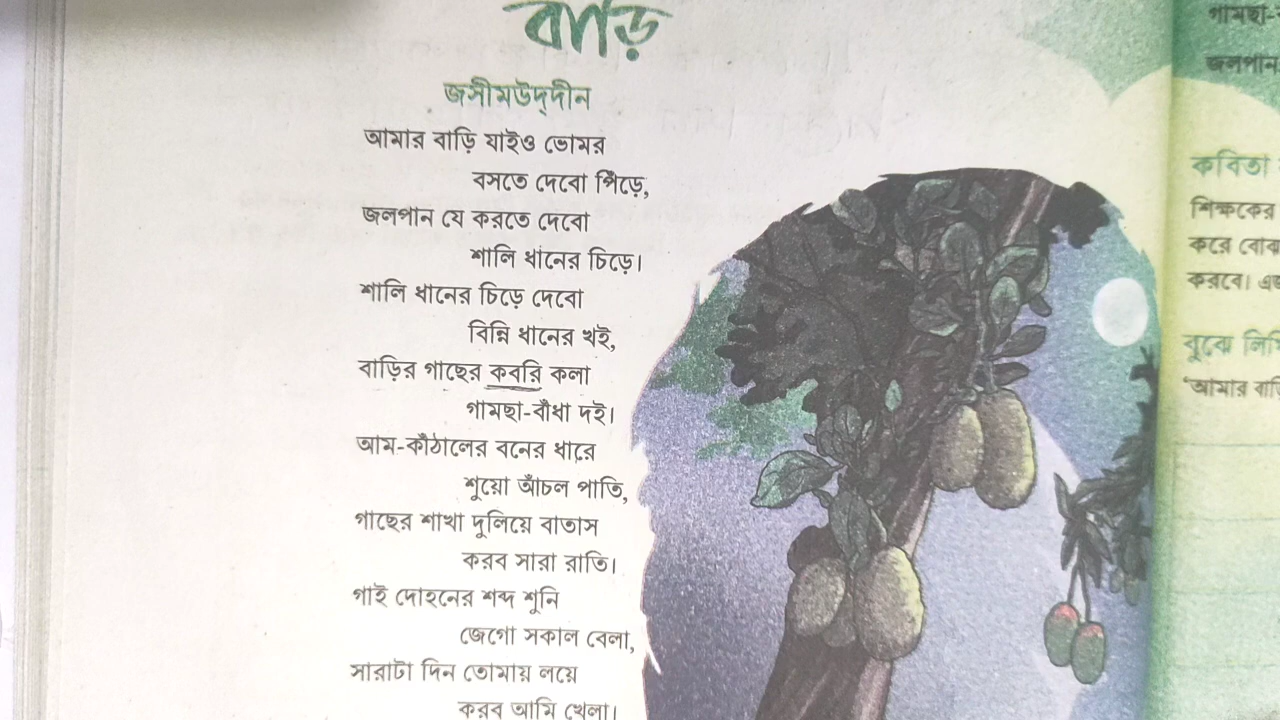 বাড়ি
জসীমউদ্‌দীন
আমার বাড়ি যাইও ভোমর
বসতে দেবো পিঁড়ে,
জলপান যে করতে দেবো
শালি ধানের চিড়ে।
শালি ধানের চিড়ে দেবো
বিন্নি ধানের খই,
বাড়ির গাছের কবরি কলা
গামছা-বাঁধা দই।
আম-কাঁঠালের বনের ধারে
শুয়ো আঁচল পাতি,
গাছের শাখা দুলিয়ে বাতাস
করব সারা রাতি।
গাই দোহনের শব্দ শুনি
জেগো সকাল বেলা,
সারাটা দিন তোমায় লয়ে
করব আমি খেলা।
গামছা-
জলপান
কবিতা
শিক্ষকের
করে
করবে।
বুঝে
‘আমার